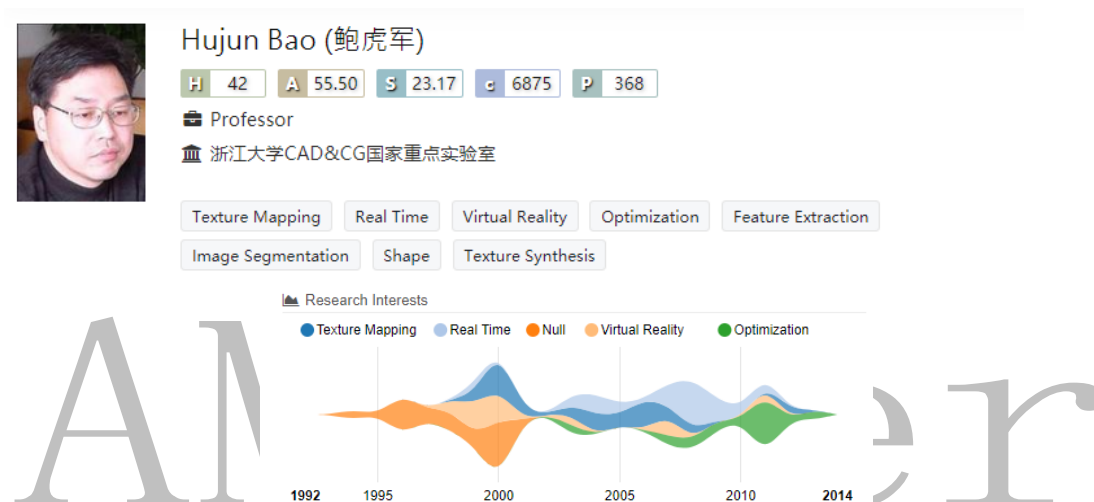 Hujun Bao (鲍虎军)
H 42 A 55.50 S 23.17 c 6875 P 368
Professor
浙江大学CAD&CG国家重点实验室
Texture Mapping Real Time Virtual Reality Optimization Feature Extraction
Image Segmentation Shape Texture Synthesis
Research Interests
Texture Mapping Real Time Null Virtual Reality Optimization
1992 1995 2000 2005 2010 2014